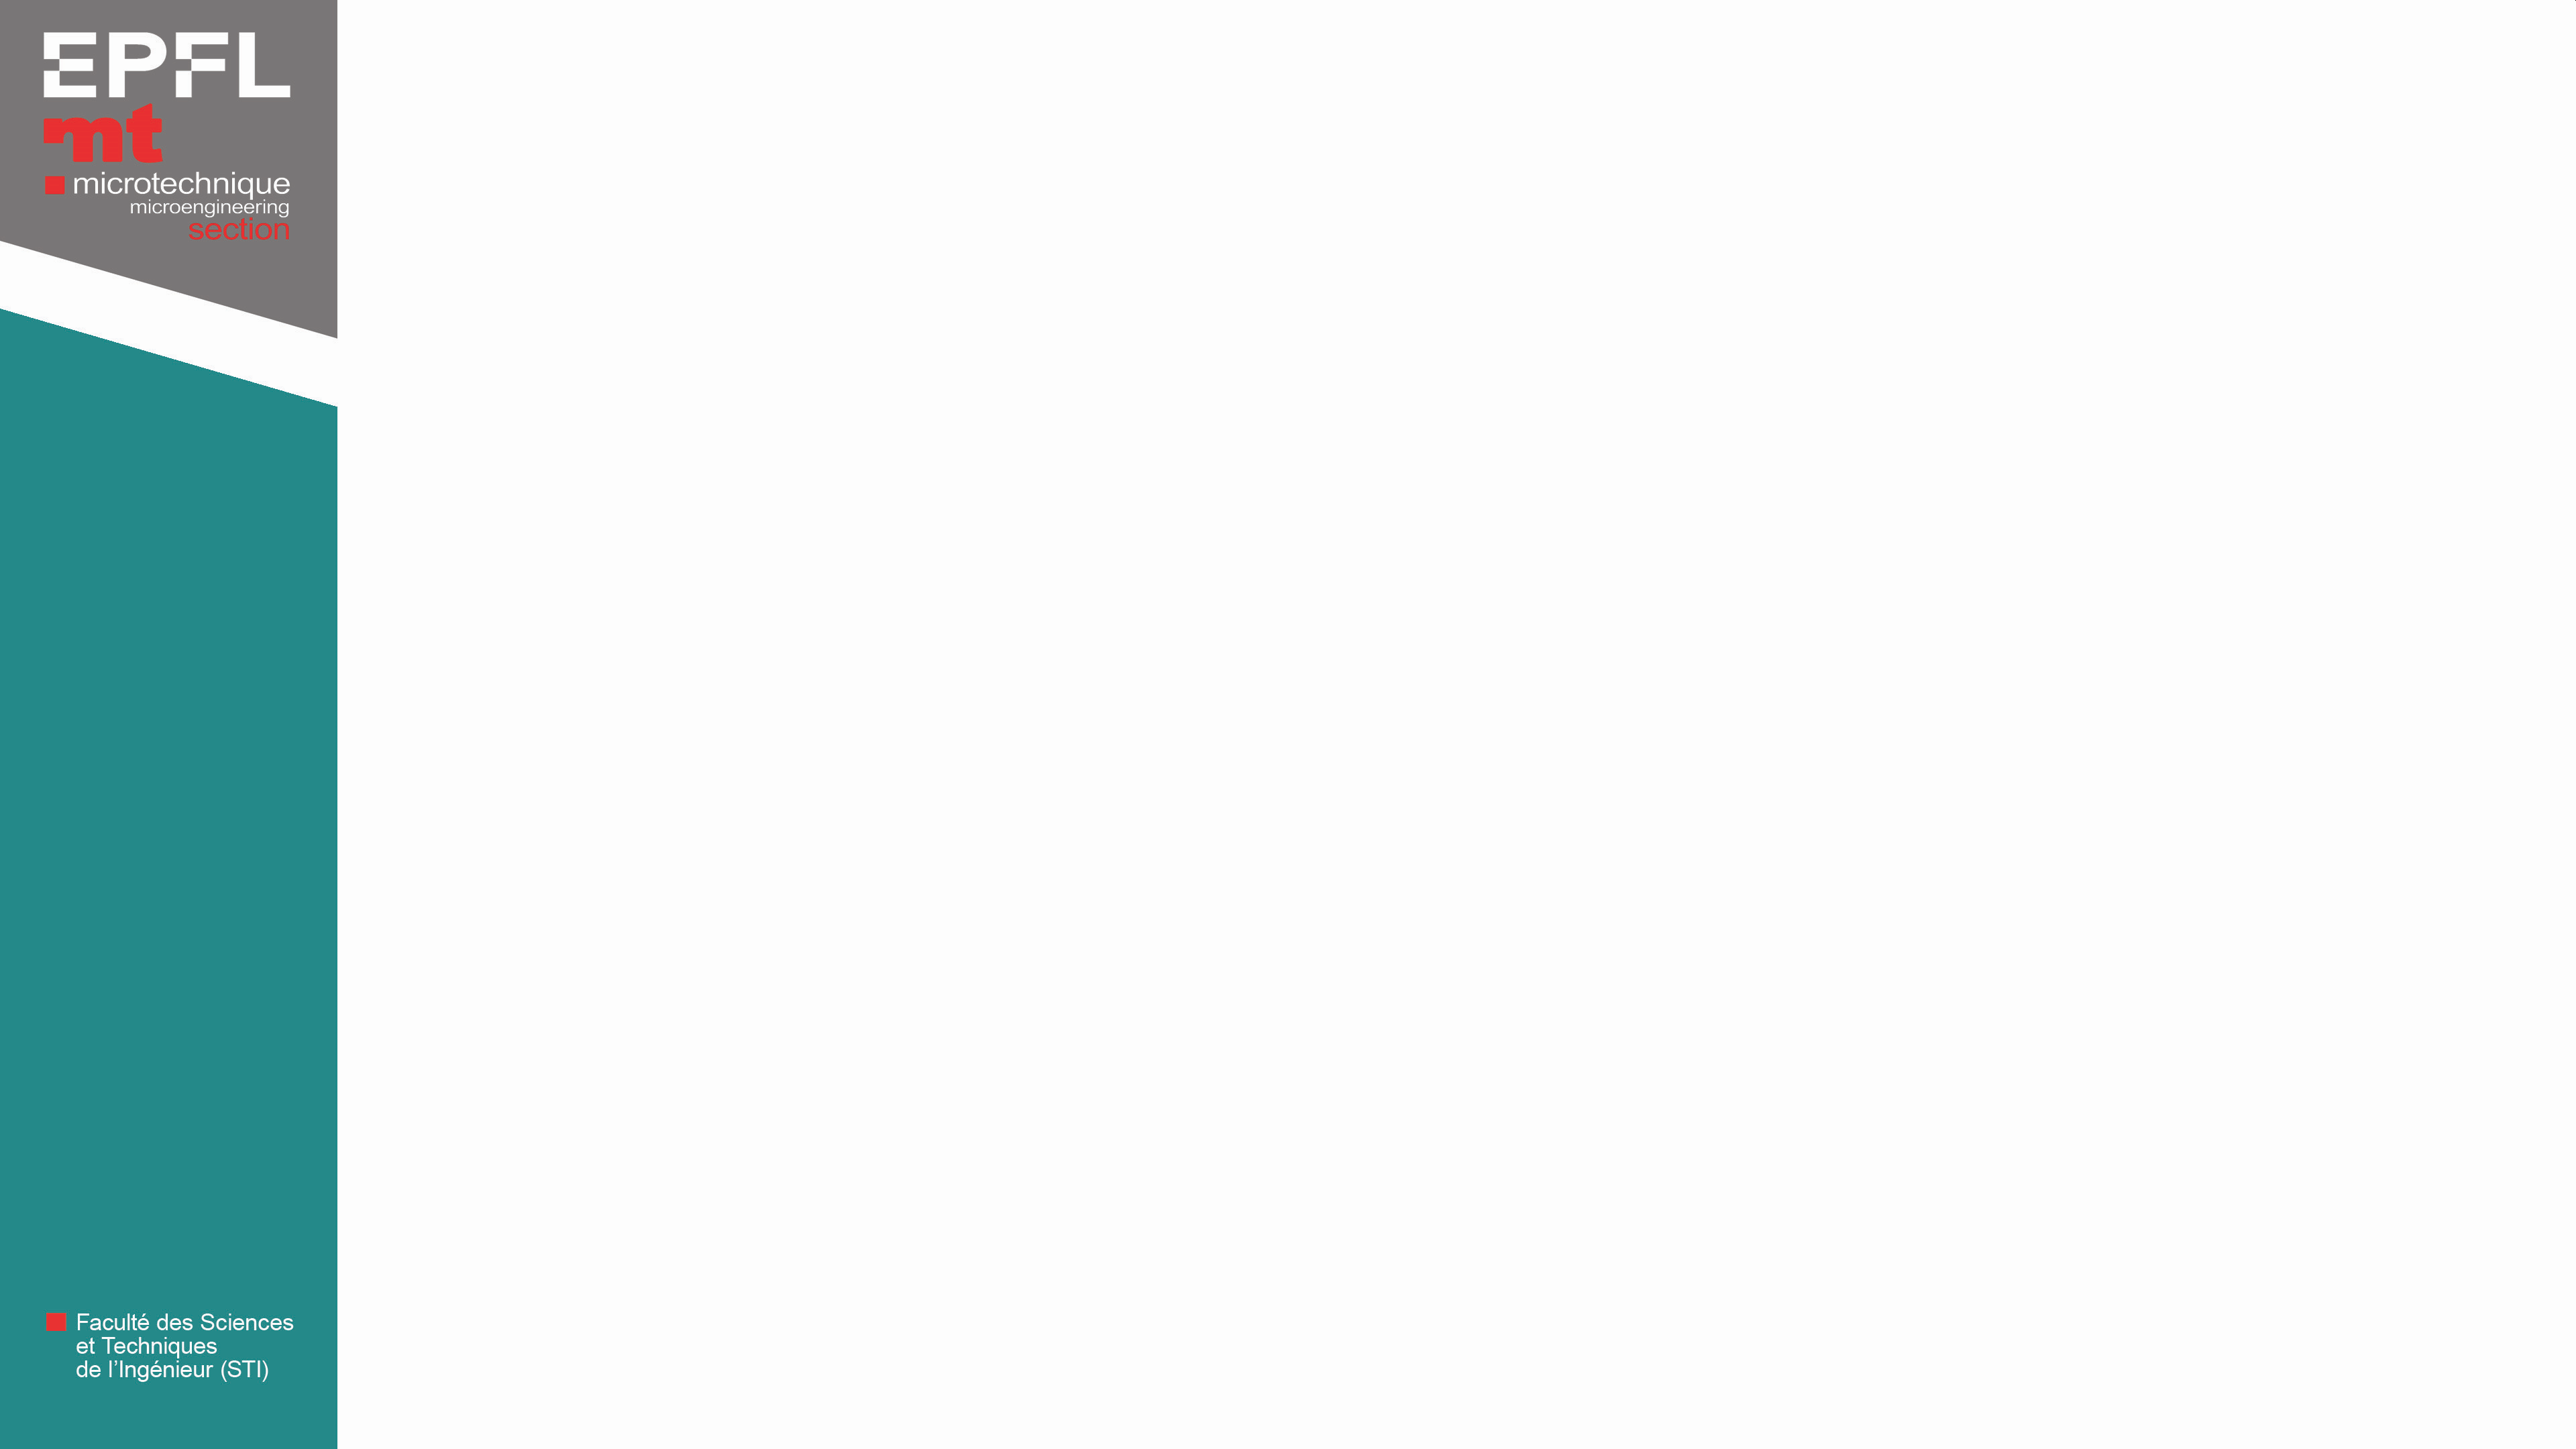 EPFL
mt
microtechnique
microengineering
section
Faculté des Sciences
et Techniques
de l’Ingénieur (STI)